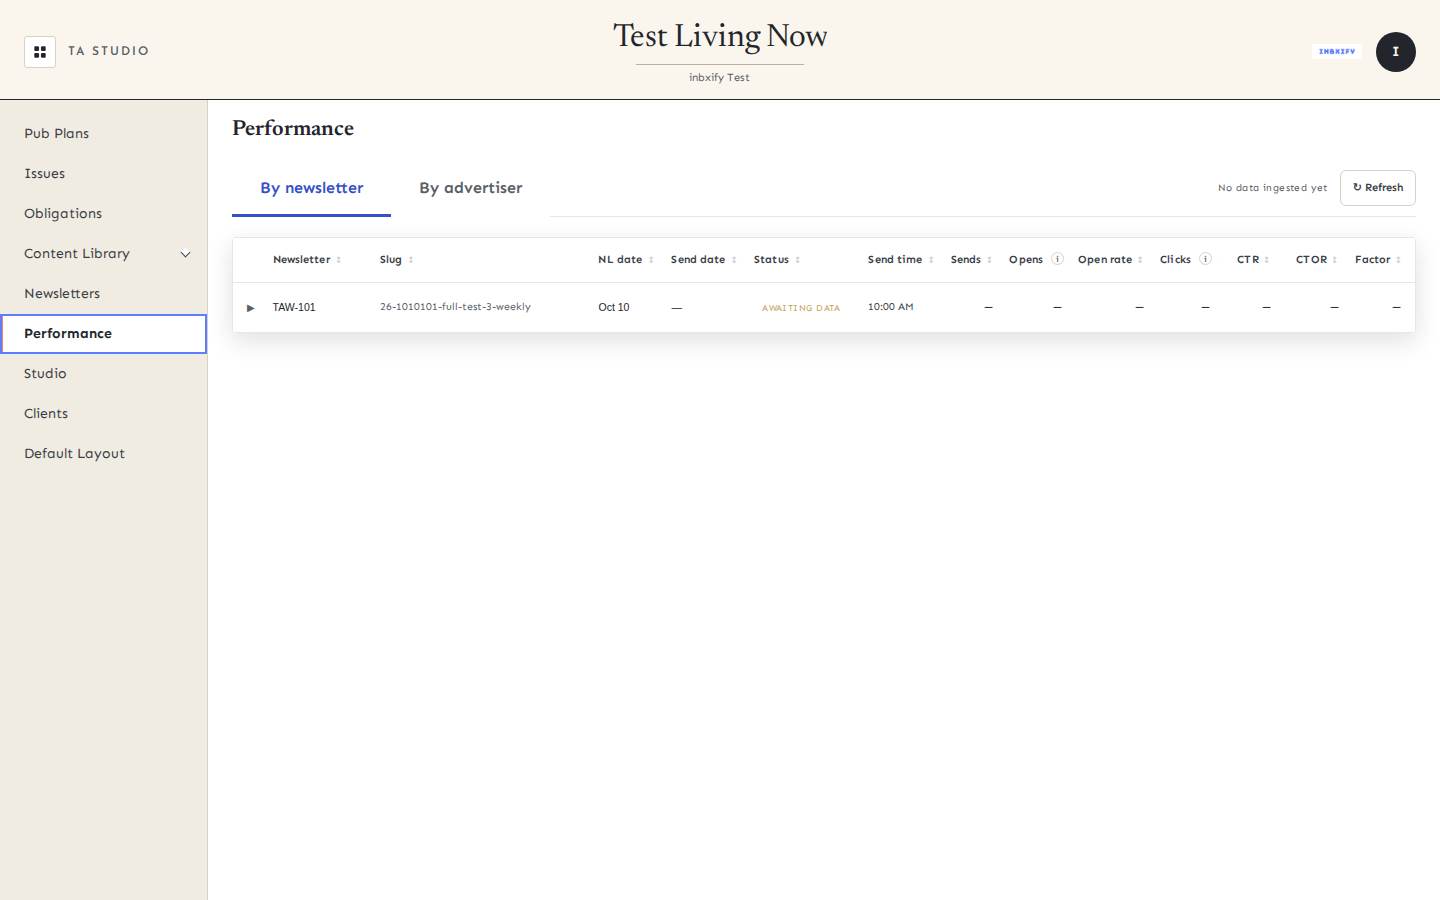 TA STUDIO
Test Living Now
inbxify Test
INBXIFY
I
Pub Plans
Issues
Obligations
Content Library
Newsletters
Performance
Studio
Clients
Default Layout
Performance
By newsletter
By advertiser
No data ingested yet
↻ Refresh
Newsletter ↕ Slug ↕ NL date ↕ Send date ↕ Status ↕ Send time ↕ Sends ↕ Opens i Open rate ↕ Clicks i CTR ↕ CTOR ↕ Factor ↕
▶ TAW-101 26-1010101-full-test-3-weekly Oct 10 — AWAITING DATA 10:00 AM — — — — — — —